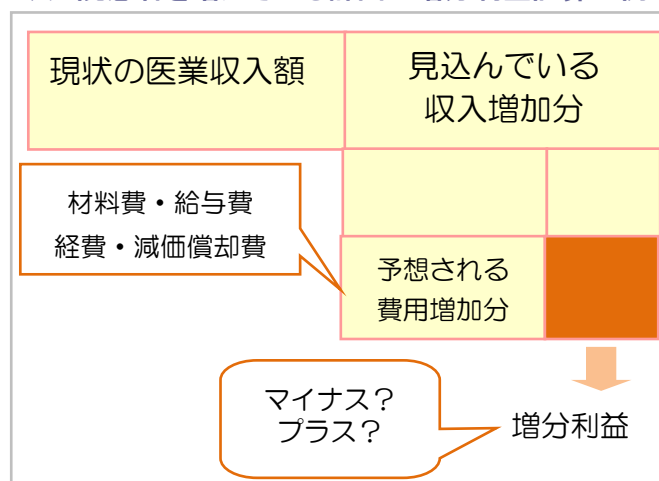 現状の医業収入額
見込んでいる
収入増加分
材料費・給与費
経費・減価償却費
予想される
費用増加分
マイナス？
プラス？
増分利益